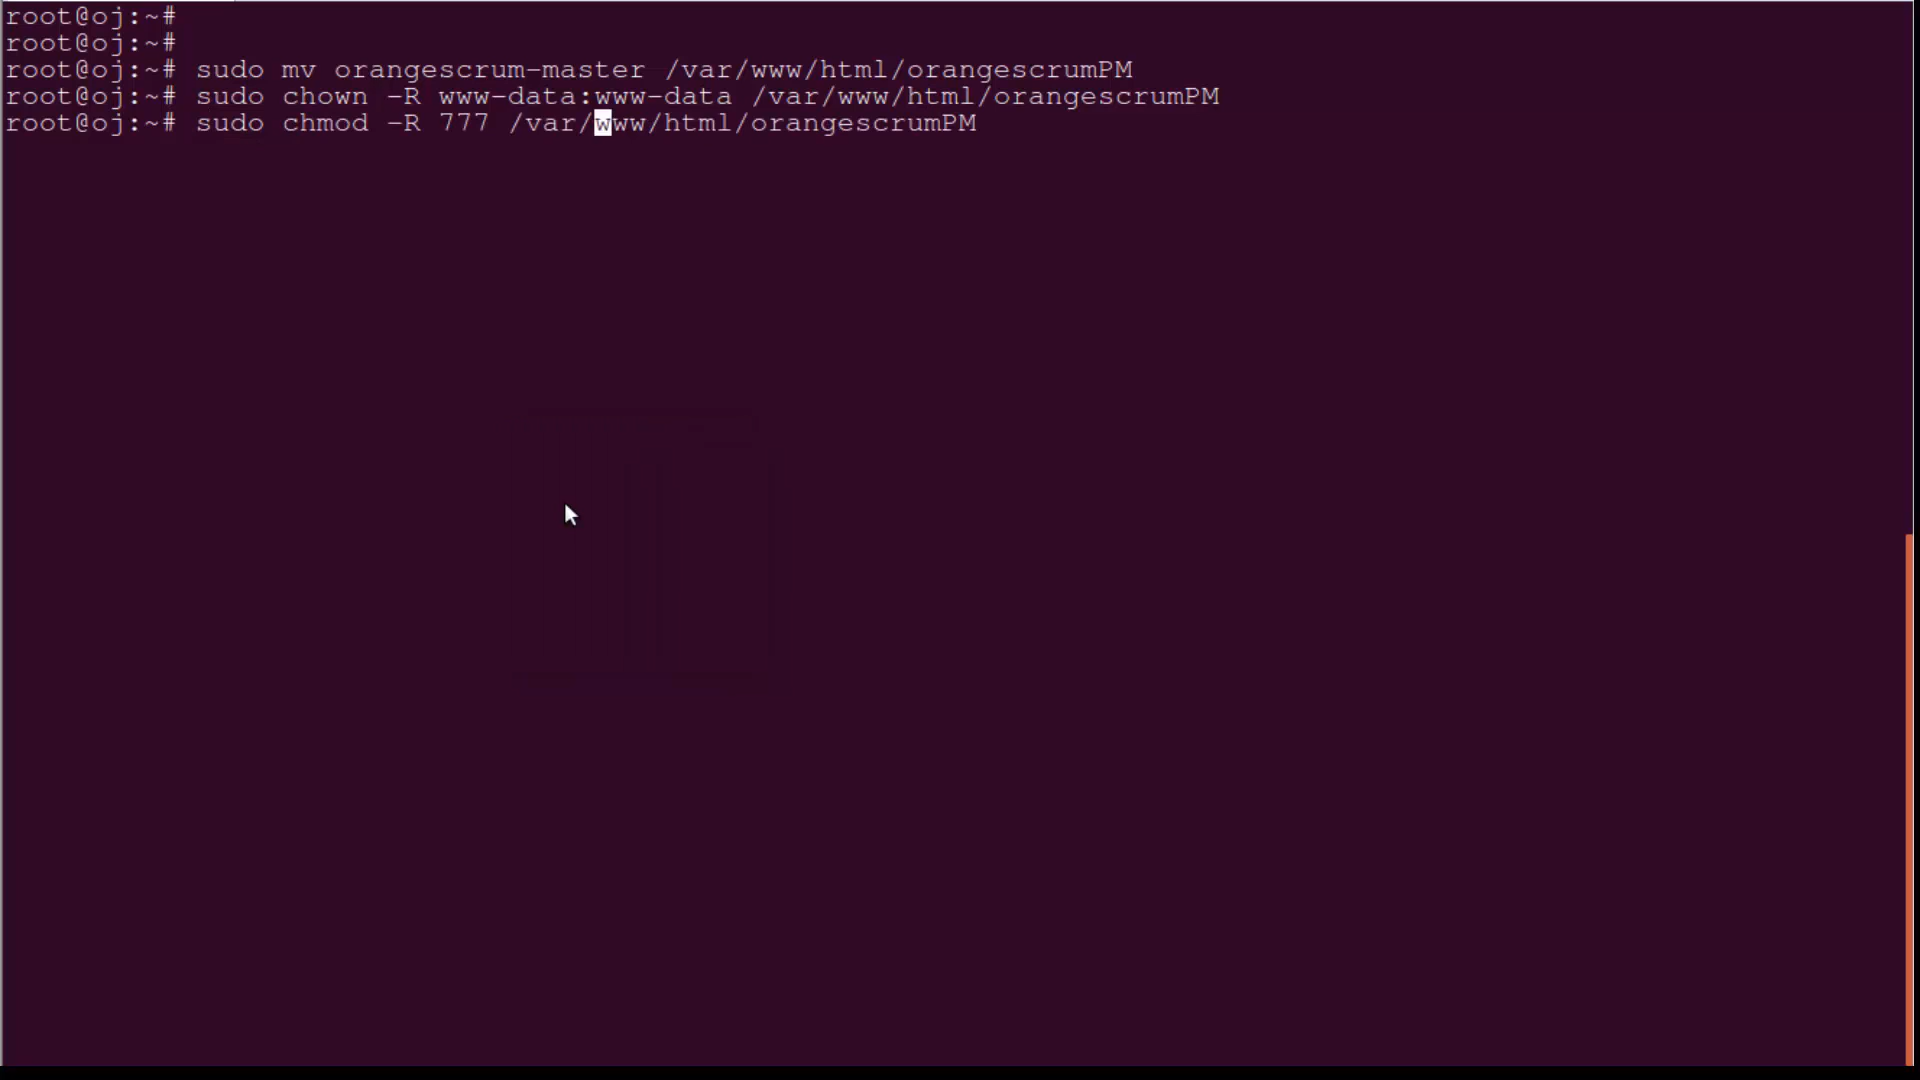 root@oj:~#
root@oj:~#
root@oj:~# sudo mv orangescrum-master /var/www/html/orangescrumPM
root@oj:~# sudo chown -R www-data:www-data /var/www/html/orangescrumPM
root@oj:~# sudo chmod -R 777 /var/www/html/orangescrumPM